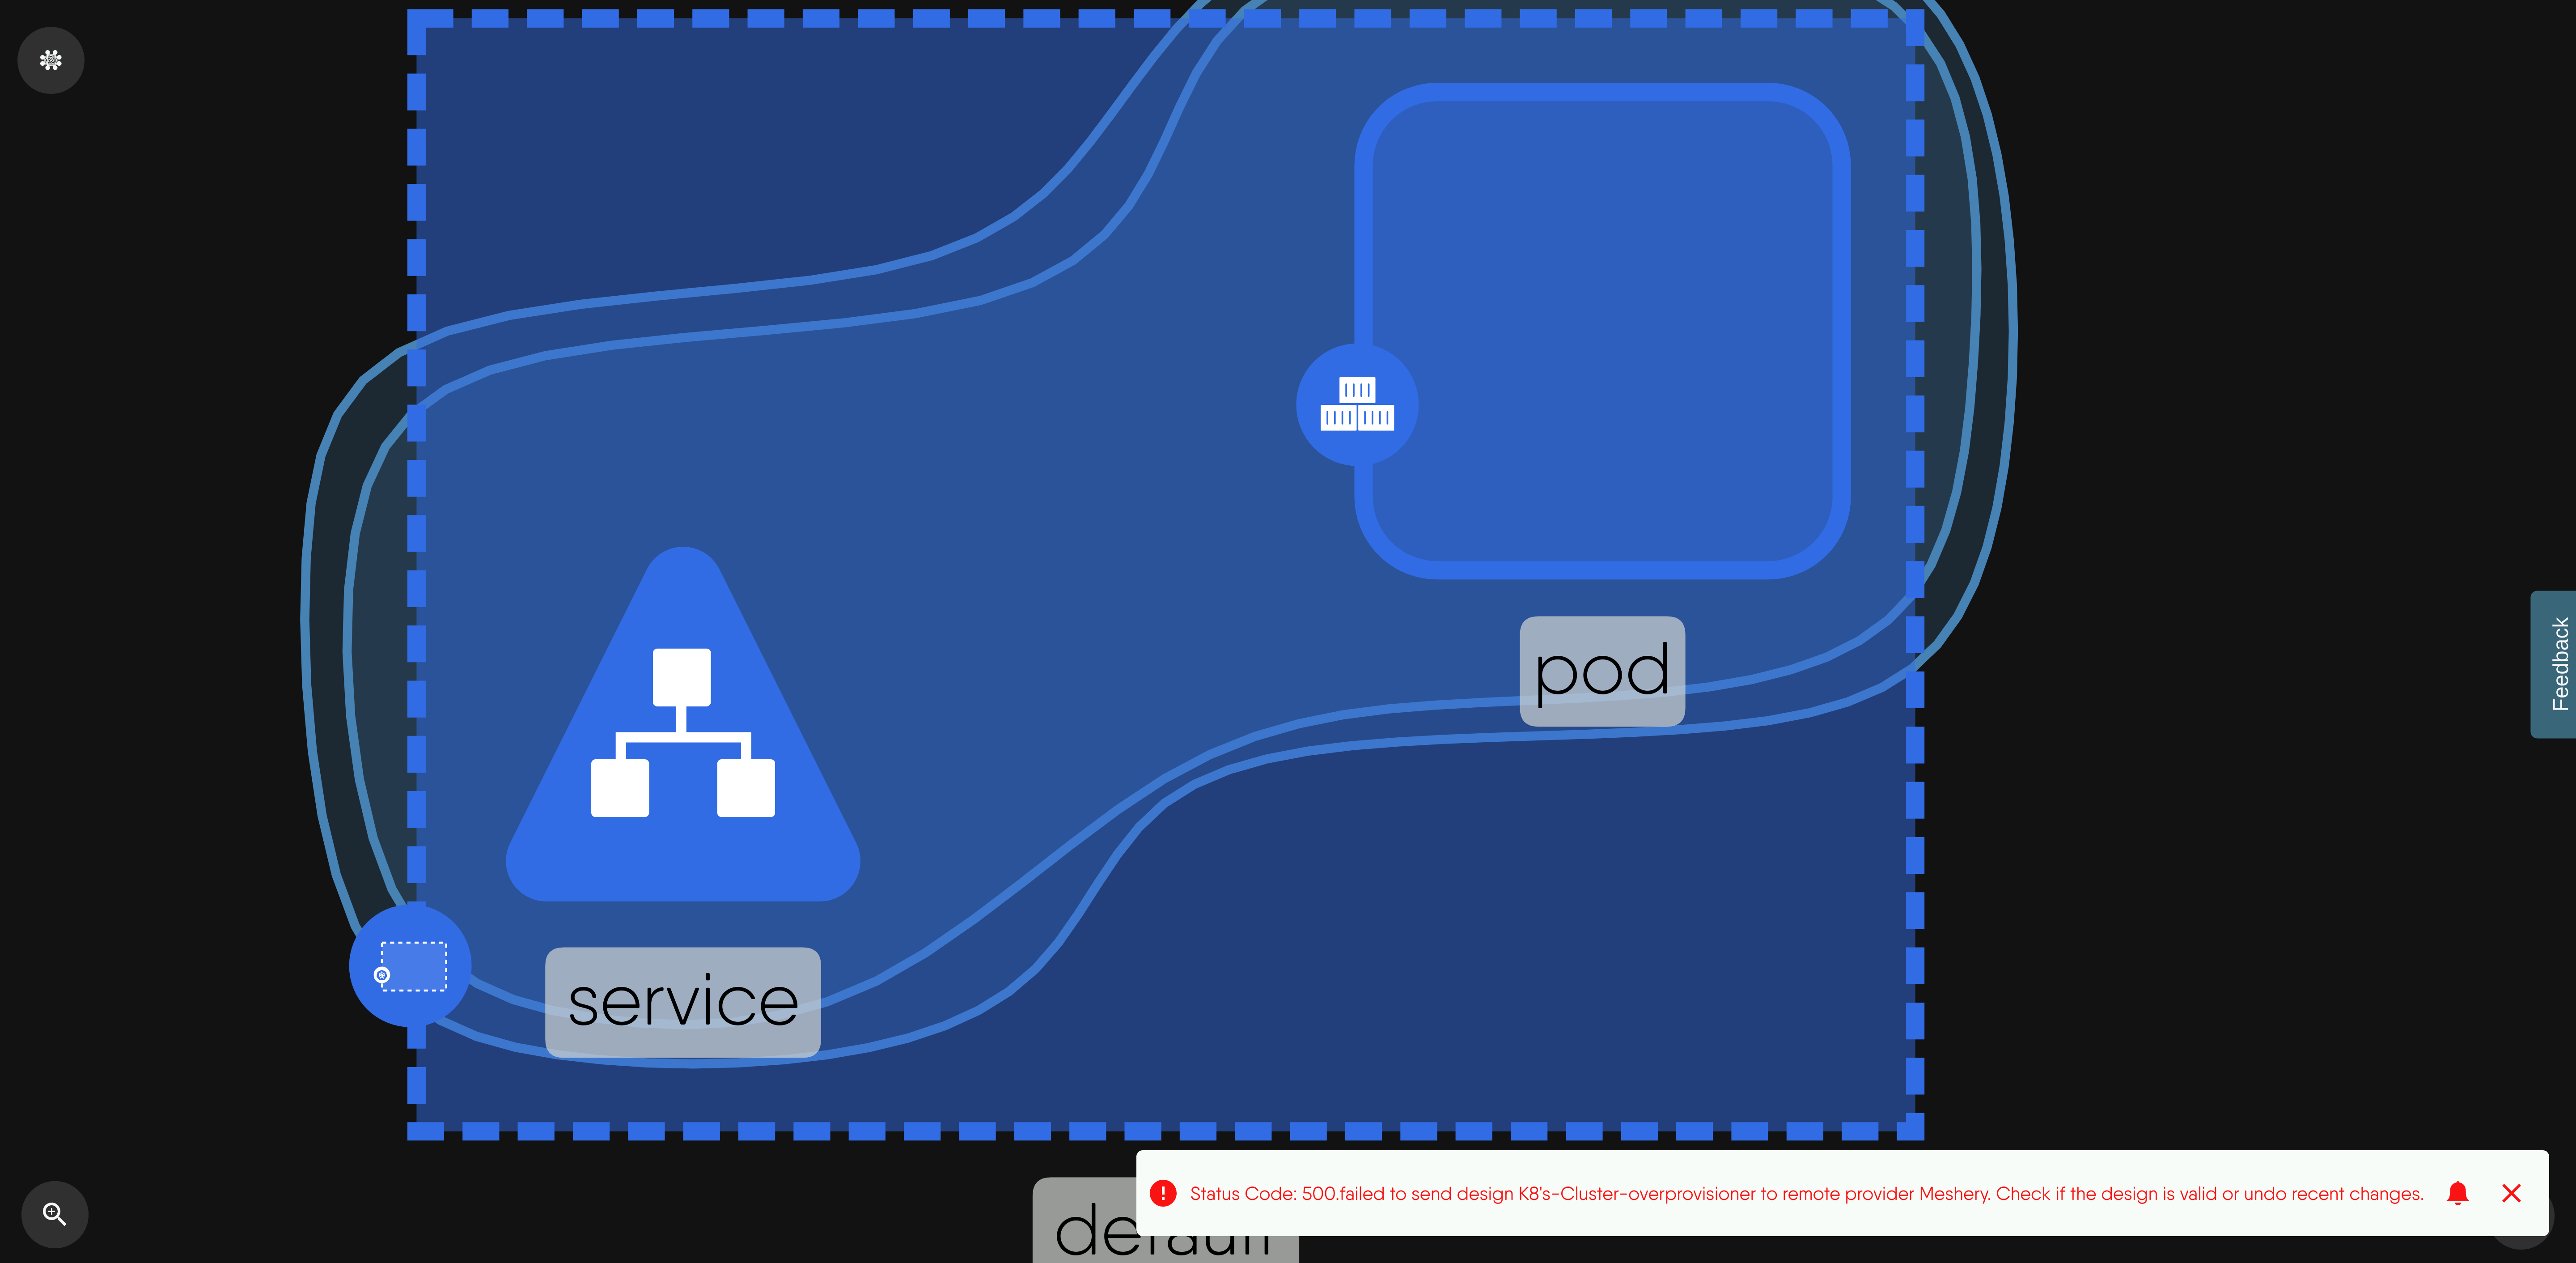 pod
Feedback
service
default
Status Code: 500.failed to send design K8's-Cluster-overprovisioner to remote provider Meshery. Check if the design is valid or undo recent changes.